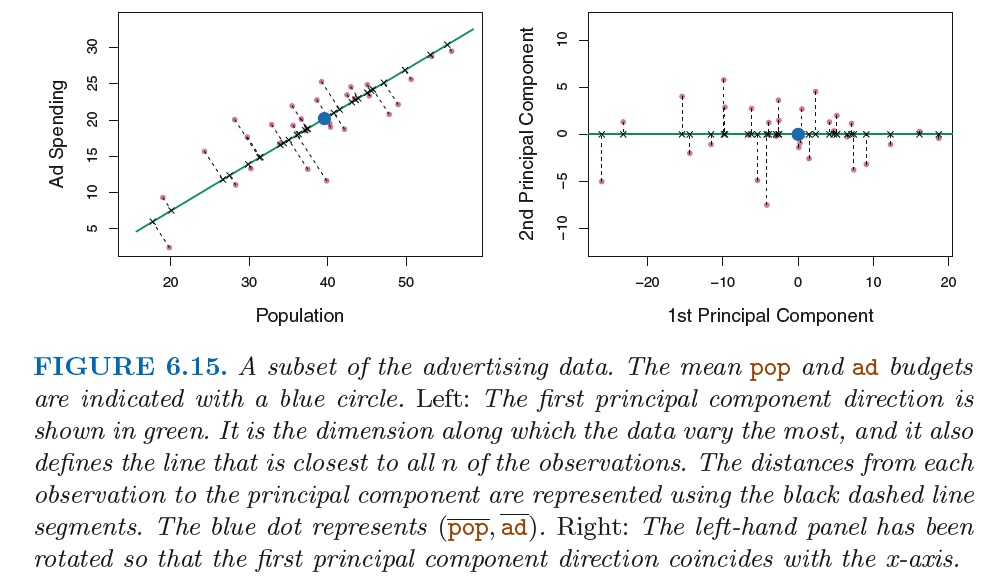 Ad Spending
30
25
20
15
10
5
20 30 40 50
Population
2nd Principal Component
10
5
0
−5
−10
−20 −10 0 10 20
1st Principal Component
FIGURE 6.15. A subset of the advertising data. The mean pop and ad budgets
are indicated with a blue circle. Left: The first principal component direction is
shown in green. It is the dimension along which the data vary the most, and it also
defines the line that is closest to all n of the observations. The distances from each
observation to the principal component are represented using the black dashed line
segments. The blue dot represents (p̅o̅p̅, a̅d̅). Right: The left-hand panel has been
rotated so that the first principal component direction coincides with the x-axis.